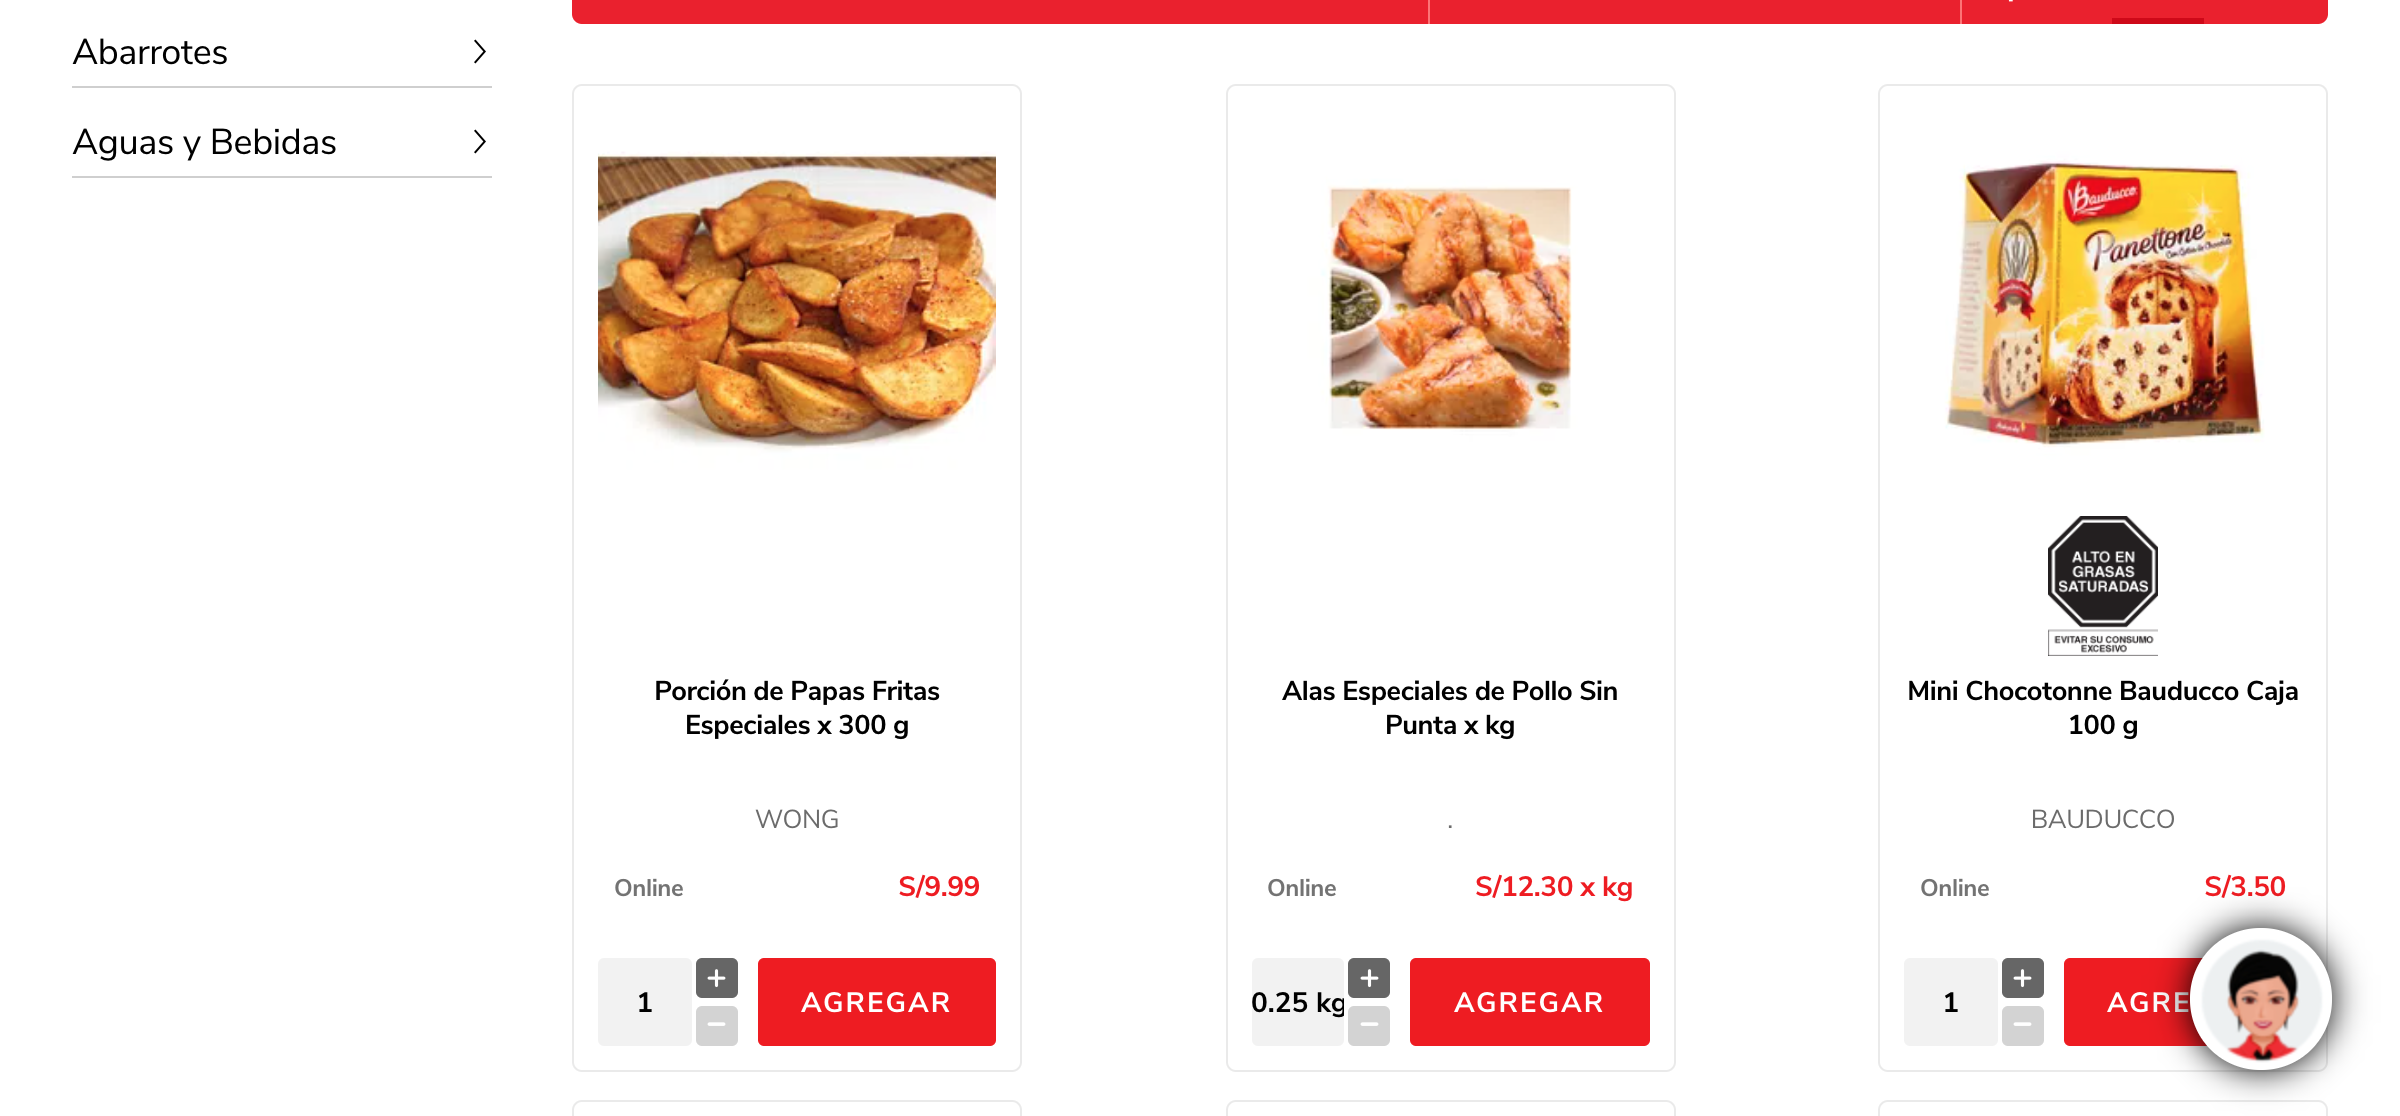 Abarrotes
Aguas y Bebidas
Bauducco
Panettone
ALTO EN
GRASAS
SATURADAS
EVITAR SU CONSUMO
EXCESIVO
Porción de Papas Fritas
Especiales x 300 g
WONG
Online S/9.99
1 + − AGREGAR
Alas Especiales de Pollo Sin
Punta x kg
.
Online S/12.30 x kg
0.25 kg + − AGREGAR
Mini Chocotonne Bauducco Caja
100 g
BAUDUCCO
Online S/3.50
1 + − AGRE